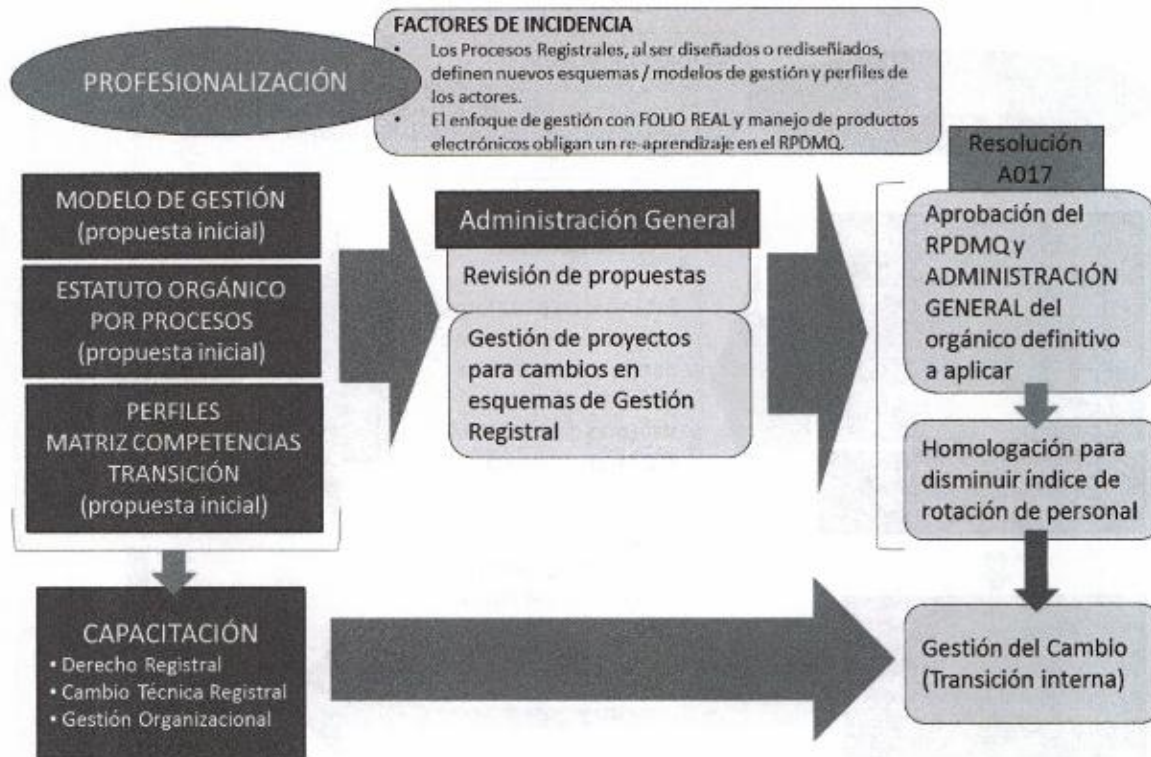 PROFESIONALIZACIÓN
FACTORES DE INCIDENCIA
• Los Procesos Registrales, al ser diseñados o rediseñiados,
definen nuevos esquemas / modelos de gestión y perfiles de
los actores.
• El enfoque de gestión con FOLIO REAL y manejo de productos
electrónicos obligan un re-aprendizaje en el RPDMQ.
MODELO DE GESTIÓN
(propuesta inicial)
ESTATUTO ORGÁNICO
POR PROCESOS
(propuesta inicial)
PERFILES
MATRIZ COMPETENCIAS
TRANSICIÓN
(propuesta inicial)
CAPACITACIÓN
• Derecho Registral
• Cambio Técnica Registral
• Gestión Organizacional
Administración General
Revisión de propuestas
Gestión de proyectos
para cambios en
esquemas de Gestión
Registral
Resolución
A017
Aprobación del
RPDMQ y
ADMINISTRACIÓN
GENERAL del
orgánico definitivo
a aplicar
Homologación para
disminuir índice de
rotación de personal
Gestión del Cambio
(Transición interna)